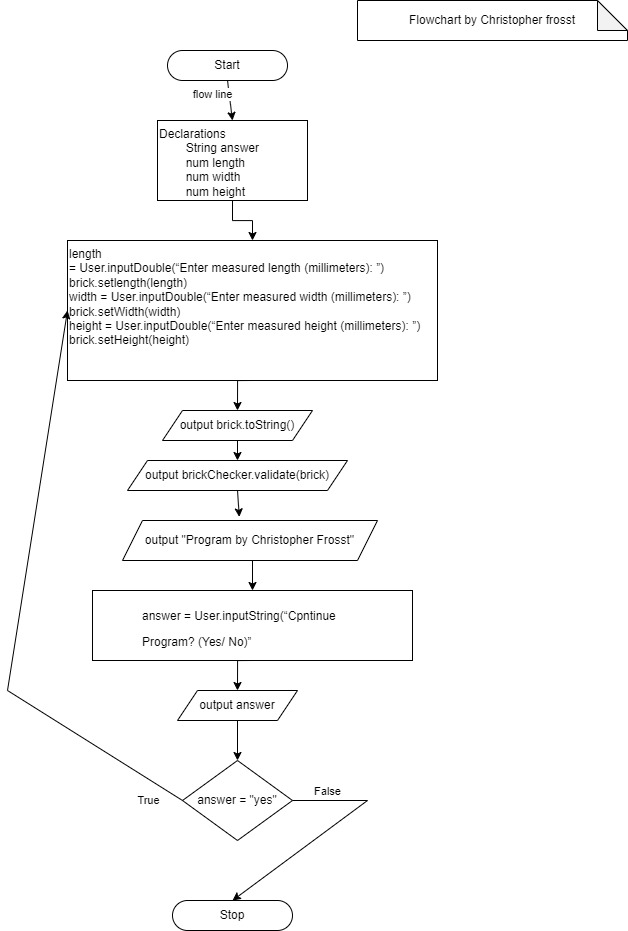 Flowchart by Christopher frosst
Start
flow line
Declarations
String answer
num length
num width
num height
length
= User.inputDouble(“Enter measured length (millimeters): ”)
brick.setlength(length)
width = User.inputDouble(“Enter measured width (millimeters): ”)
brick.setWidth(width)
height = User.inputDouble(“Enter measured height (millimeters): ”)
brick.setHeight(height)
output brick.toString()
output brickChecker.validate(brick)
output "Program by Christopher Frosst"
answer = User.inputString(“Cpntinue
Program? (Yes/ No)”
output answer
answer = "yes"
True
False
Stop